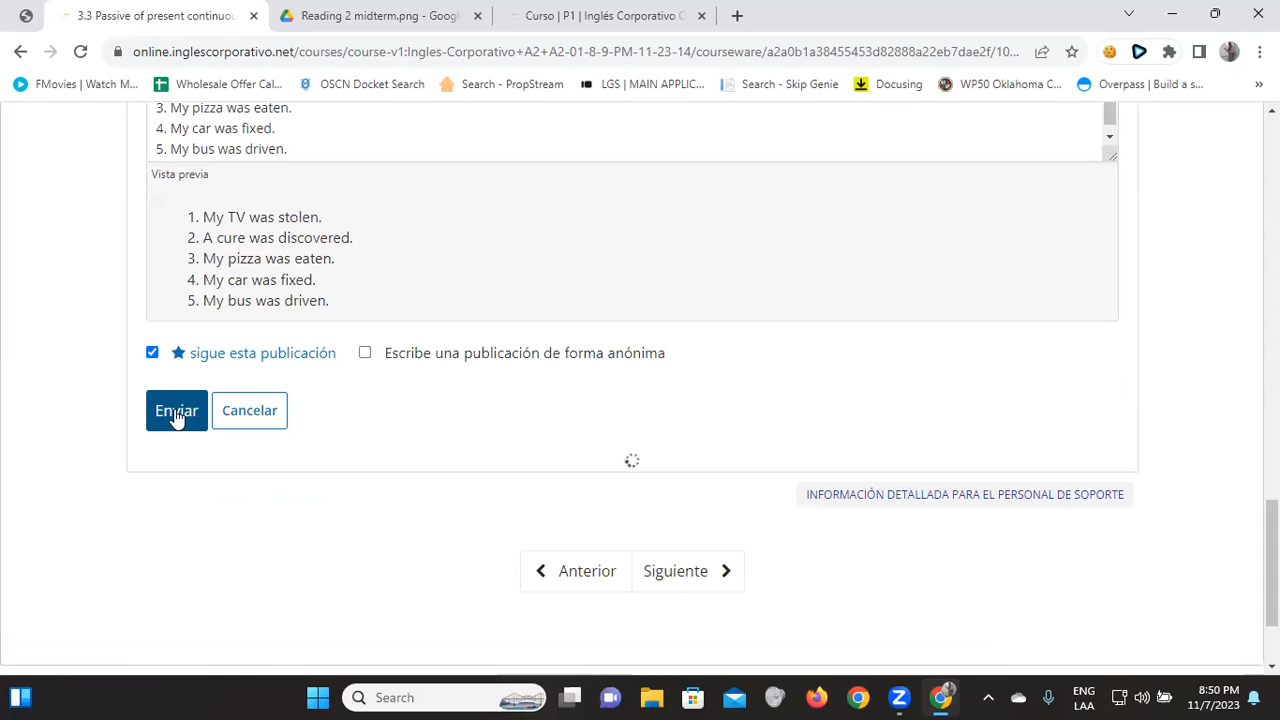 3.3 Passive of present continuou
Reading 2 midterm.png - Googl
Curso | P1 | Inglés Corporativo C
online.inglescorporativo.net/courses/course-v1:Ingles-Corporativo+A2+A2-01-8-9-PM-11-23-14/courseware/a2a0b1a38455453d82888a22eb7dae2f/10...
FMovies | Watch M...
Wholesale Offer Cal...
OSCN Docket Search
Search - PropStream
LGS | MAIN APPLIC...
Search - Skip Genie
Docusing
WP50 Oklahoma C...
Overpass | Build a s...
»
3. My pizza was eaten.
4. My car was fixed.
5. My bus was driven.
Vista previa
1. My TV was stolen.
2. A cure was discovered.
3. My pizza was eaten.
4. My car was fixed.
5. My bus was driven.
sigue esta publicación
Escribe una publicación de forma anónima
Enviar
Cancelar
INFORMACIÓN DETALLADA PARA EL PERSONAL DE SOPORTE
Anterior
Siguiente
Search
ENG
LAA
8:50 PM
11/7/2023